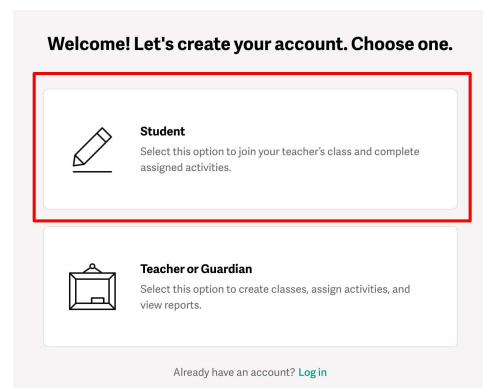 Welcome! Let's create your account. Choose one.
Student
Select this option to join your teacher’s class and complete
assigned activities.
Teacher or Guardian
Select this option to create classes, assign activities, and
view reports.
Already have an account? Log in